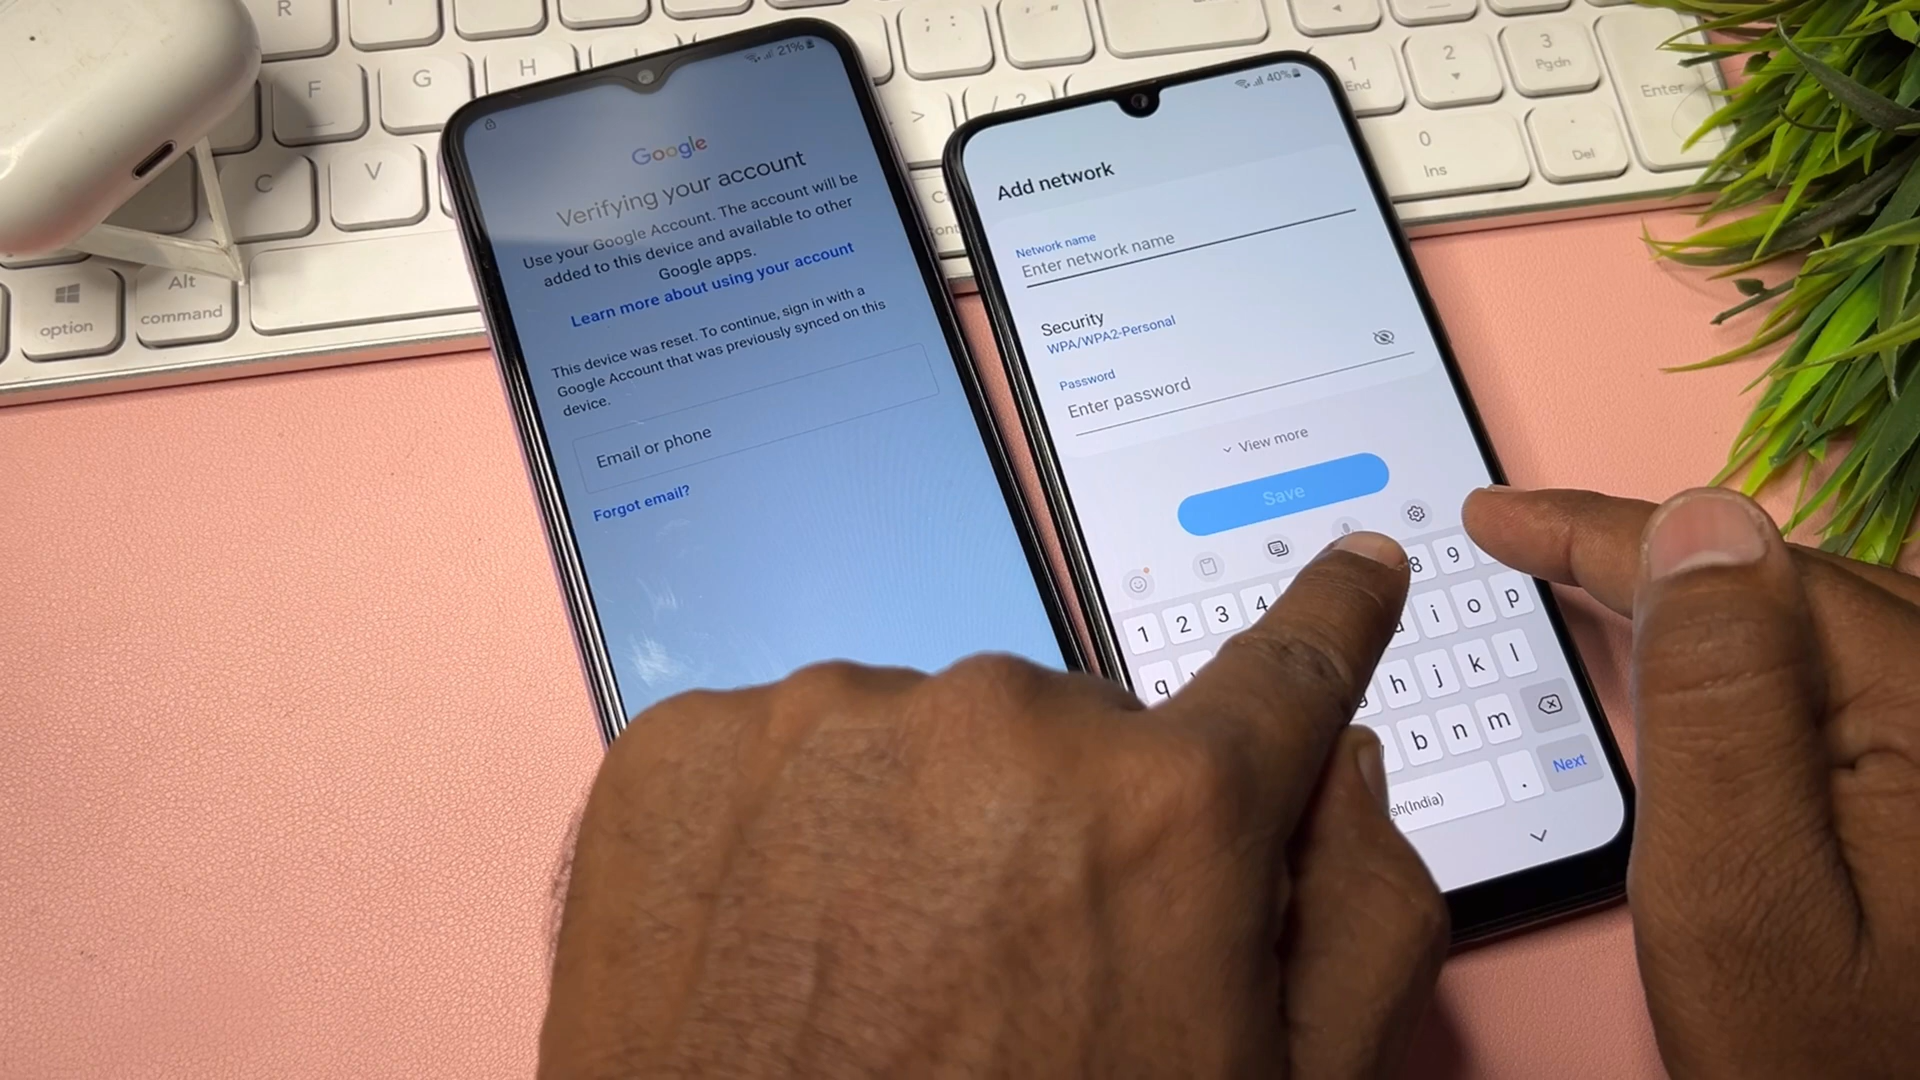 R
F
G
H
C
V
Alt
option
command
; :
' "
>
/ ?
1
End
2
3
Pgdn
Enter
0
Ins
Del
21%
Google
Verifying your account
Use your Google Account. The account will be
added to this device and available to other
Google apps.
Learn more about using your account
This device was reset. To continue, sign in with a
Google Account that was previously synced on this
device.
Email or phone
Forgot email?
40%
Add network
Network name
Enter network name
Security
WPA/WPA2-Personal
Password
Enter password
View more
Save
1 2 3 4 8 9
q i o p
h j k l
b n m
sh(India) . Next